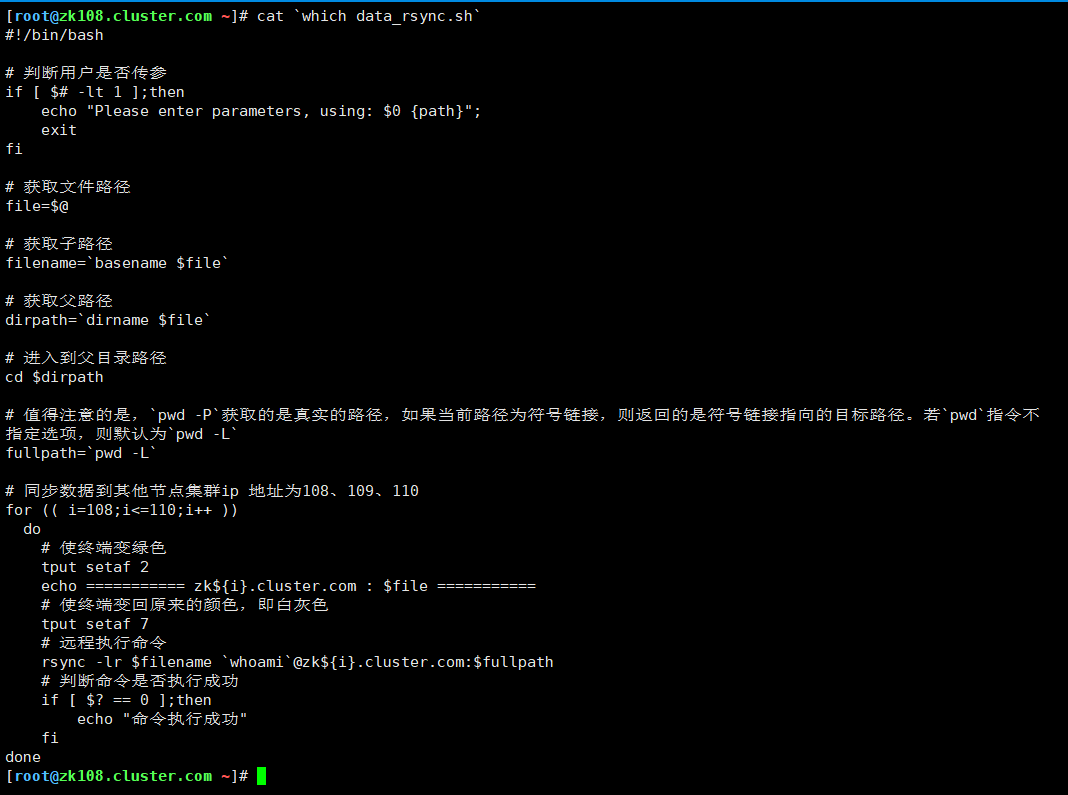 [root@zk108.cluster.com ~]# cat `which data_rsync.sh`
#!/bin/bash

# 判断用户是否传参
if [ $# -lt 1 ];then
    echo "Please enter parameters, using: $0 {path}";
    exit
fi

# 获取文件路径
file=$@

# 获取子路径
filename=`basename $file`

# 获取父路径
dirpath=`dirname $file`

# 进入到父目录路径
cd $dirpath

# 值得注意的是，`pwd -P`获取的是真实的路径，如果当前路径为符号链接，则返回的是符号链接指向的目标路径。若`pwd`指令不
指定选项，则默认为`pwd -L`
fullpath=`pwd -L`

# 同步数据到其他节点集群ip 地址为108、109、110
for (( i=108;i<=110;i++ ))
  do
    # 使终端变绿色
    tput setaf 2
    echo =========== zk${i}.cluster.com : $file ===========
    # 使终端变回原来的颜色，即白灰色
    tput setaf 7
    # 远程执行命令
    rsync -lr $filename `whoami`@zk${i}.cluster.com:$fullpath
    # 判断命令是否执行成功
    if [ $? == 0 ];then
        echo "命令执行成功"
    fi
done
[root@zk108.cluster.com ~]#